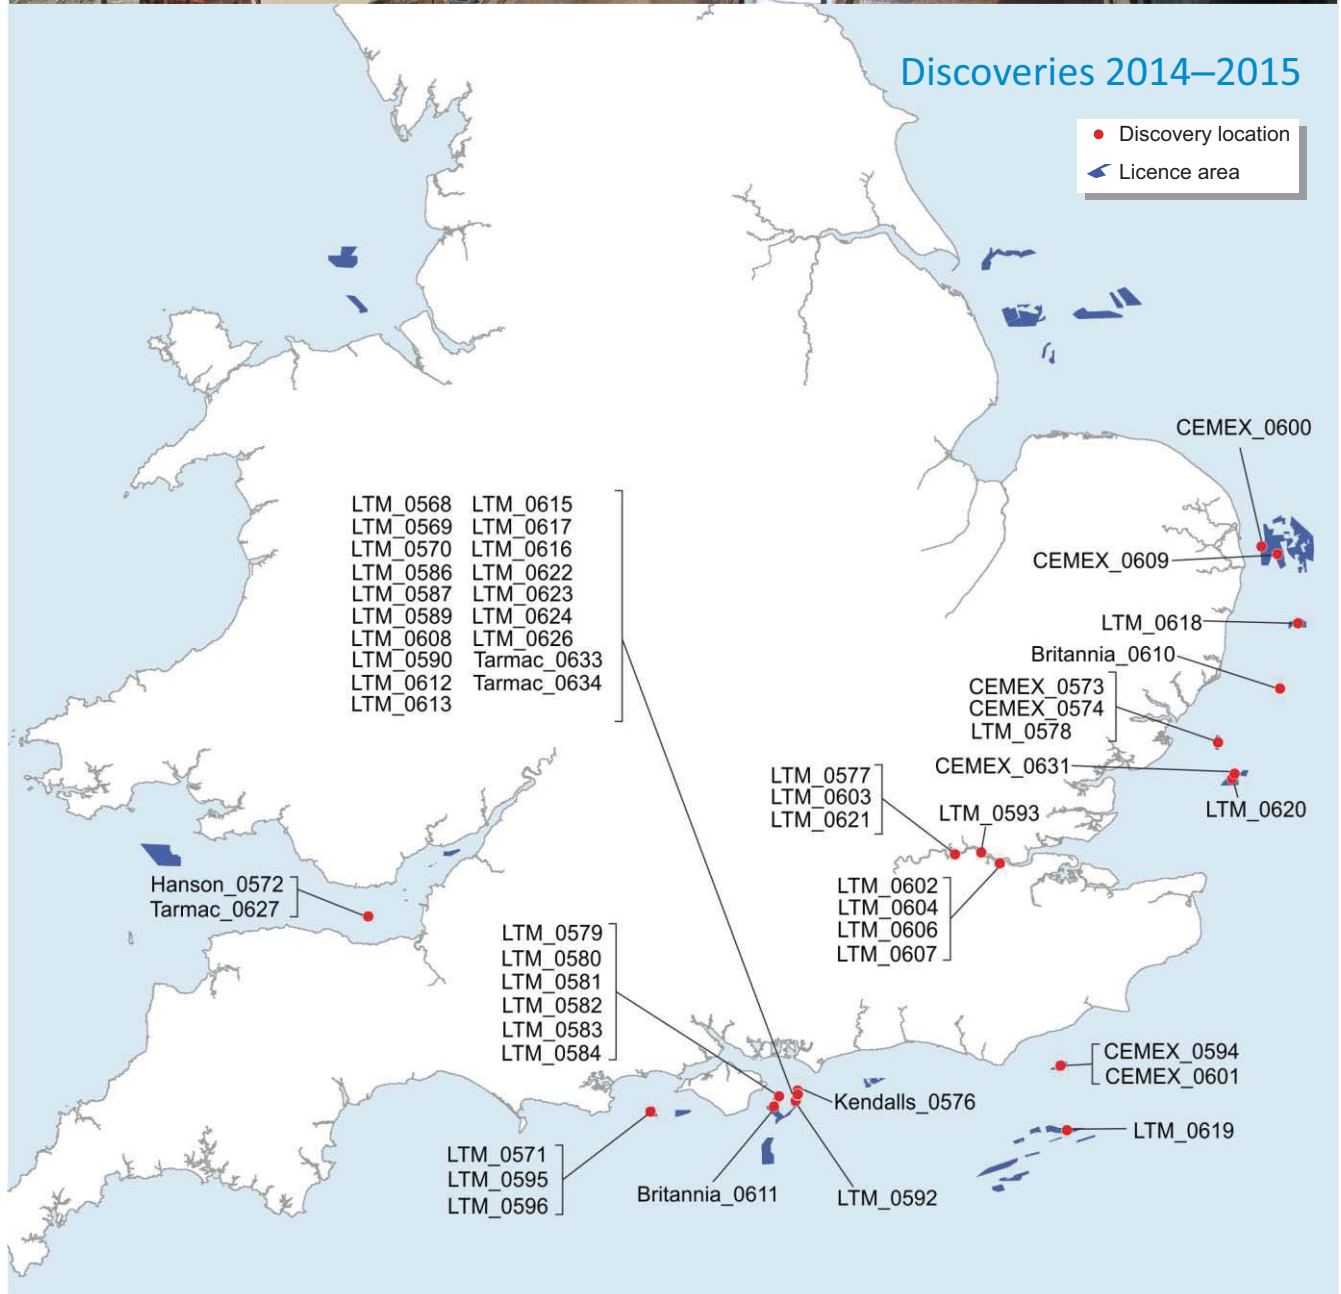 Discoveries 2014–2015
Discovery location
Licence area
CEMEX_0600
CEMEX_0609
LTM_0618
Britannia_0610
CEMEX_0573
CEMEX_0574
LTM_0578
CEMEX_0631
LTM_0620
LTM_0568 LTM_0615
LTM_0569 LTM_0617
LTM_0570 LTM_0616
LTM_0586 LTM_0622
LTM_0587 LTM_0623
LTM_0589 LTM_0624
LTM_0608 LTM_0626
LTM_0590 Tarmac_0633
LTM_0612 Tarmac_0634
LTM_0613
LTM_0577
LTM_0603
LTM_0621
LTM_0593
LTM_0602
LTM_0604
LTM_0606
LTM_0607
Hanson_0572
Tarmac_0627
LTM_0579
LTM_0580
LTM_0581
LTM_0582
LTM_0583
LTM_0584
CEMEX_0594
CEMEX_0601
Kendalls_0576
LTM_0619
LTM_0571
LTM_0595
LTM_0596
Britannia_0611
LTM_0592